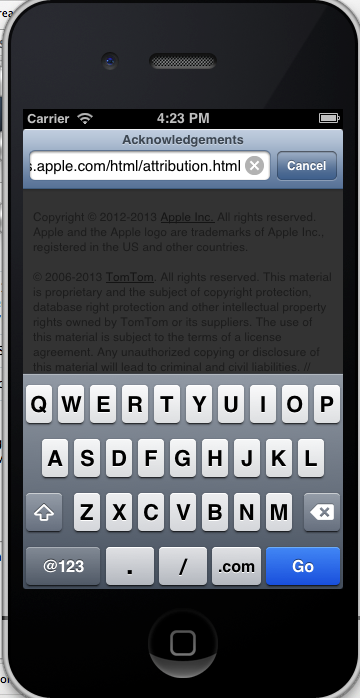 Carrier 4:23 PM
Acknowledgements
s.apple.com/html/attribution.html Cancel
Copyright © 2012-2013 Apple Inc. All rights reserved.
Apple and the Apple logo are trademarks of Apple Inc.,
registered in the US and other countries.
© 2006-2013 TomTom. All rights reserved. This material
is proprietary and the subject of copyright protection,
database right protection and other intellectual property
rights owned by TomTom or its suppliers. The use of
this material is subject to the terms of a license
agreement. Any unauthorized copying or disclosure of
this material will lead to criminal and civil liabilities. //
Q W E R T Y U I O P
A S D F G H J K L
Z X C V B N M
@123 . / .com Go